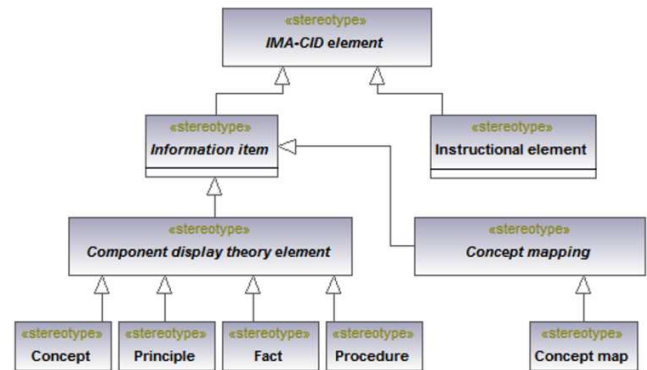 «stereotype»
IMA-CID element
«stereotype»
Information item
«stereotype»
Instructional element
«stereotype»
Component display theory element
«stereotype»
Concept mapping
«stereotype»
Concept
«stereotype»
Principle
«stereotype»
Fact
«stereotype»
Procedure
«stereotype»
Concept map